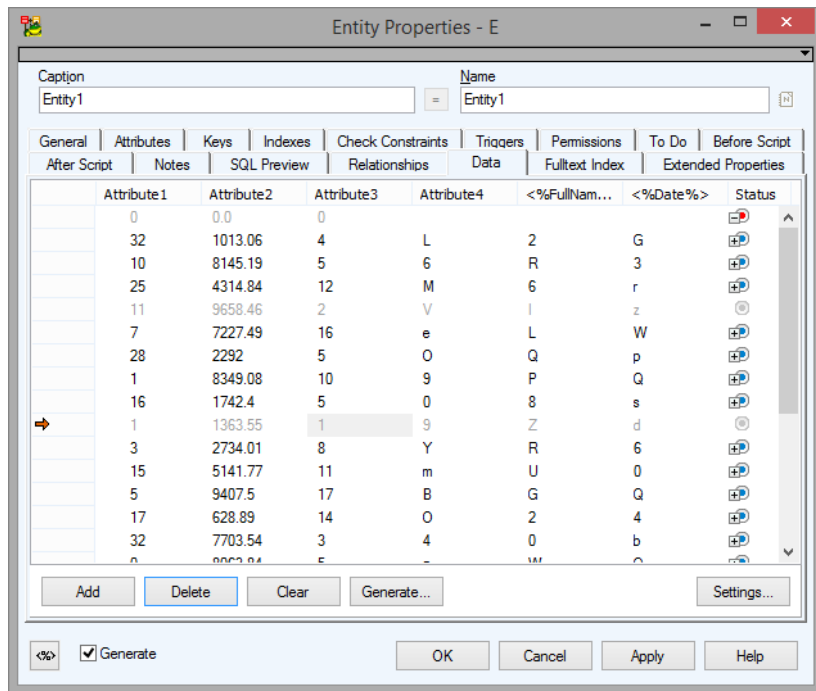 Entity Properties - E
Caption Name
Entity1 = Entity1
General Attributes Keys Indexes Check Constraints Triggers Permissions To Do Before Script
After Script Notes SQL Preview Relationships Data Fulltext Index Extended Properties
Attribute1 Attribute2 Attribute3 Attribute4 <%FullNam... <%Date%> Status
0 0.0 0
32 1013.06 4 L 2 G
10 8145.19 5 6 R 3
25 4314.84 12 M 6 r
11 9658.46 2 V I z
7 7227.49 16 e L W
28 2292 5 O Q p
1 8349.08 10 9 P Q
16 1742.4 5 0 8 s
1 1363.55 1 9 Z d
3 2734.01 8 Y R 6
15 5141.77 11 m U 0
5 9407.5 17 B G Q
17 628.89 14 O 2 4
32 7703.54 3 4 0 b
Add Delete Clear Generate... Settings...
<%> Generate OK Cancel Apply Help